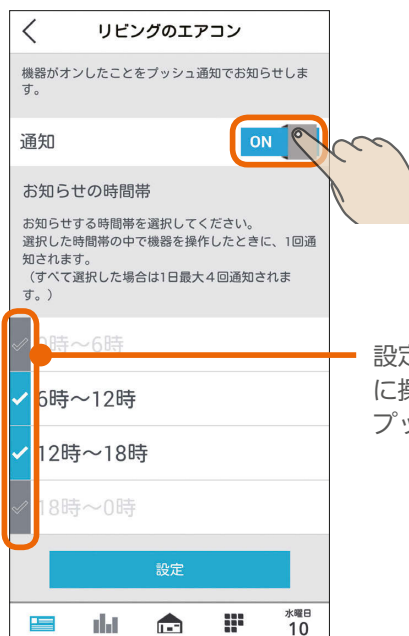 リビングのエアコン
機器がオンしたことをプッシュ通知でお知らせしま
す。
通知
ON
お知らせの時間帯
お知らせする時間帯を選択してください。
選択した時間帯の中で機器を操作したときに、1回通
知されます。
（すべて選択した場合は1日最大４回通知されま
す。）
0時～6時
6時～12時
12時～18時
18時～0時
設定
水曜日
10
設定
に操
プッ